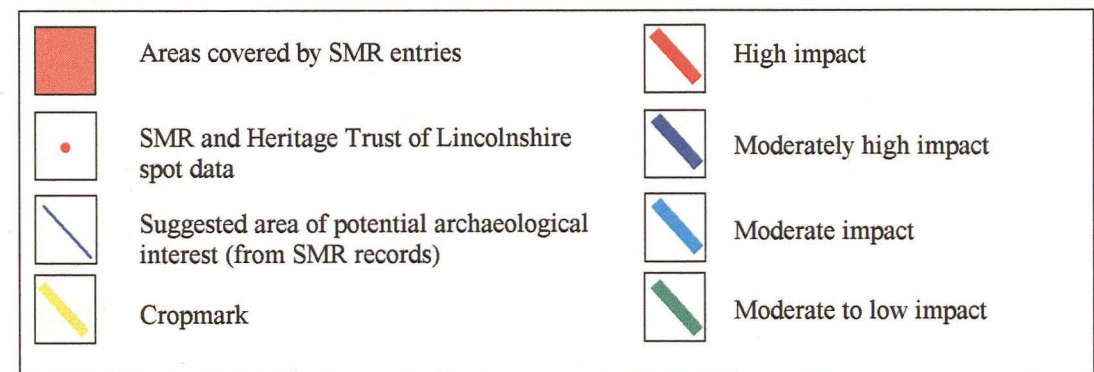 Areas covered by SMR entries
SMR and Heritage Trust of Lincolnshire
spot data
Suggested area of potential archaeological
interest (from SMR records)
Cropmark
High impact
Moderately high impact
Moderate impact
Moderate to low impact